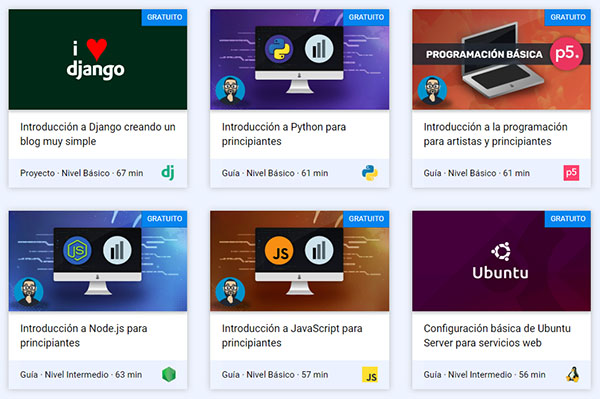 GRATUITO
i ♥
django
Introducción a Django creando un
blog muy simple
Proyecto · Nivel Básico · 67 min
dj
GRATUITO
Introducción a Python para
principiantes
Guía · Nivel Básico · 61 min
GRATUITO
PROGRAMACIÓN BÁSICA
p5.
Introducción a la programación
para artistas y principiantes
Guía · Nivel Básico · 61 min
p5
GRATUITO
JS
Introducción a Node.js para
principiantes
Guía · Nivel Intermedio · 63 min
GRATUITO
JS
Introducción a JavaScript para
principiantes
Guía · Nivel Básico · 57 min
JS
GRATUITO
Ubuntu
Configuración básica de Ubuntu
Server para servicios web
Guía · Nivel Intermedio · 56 min